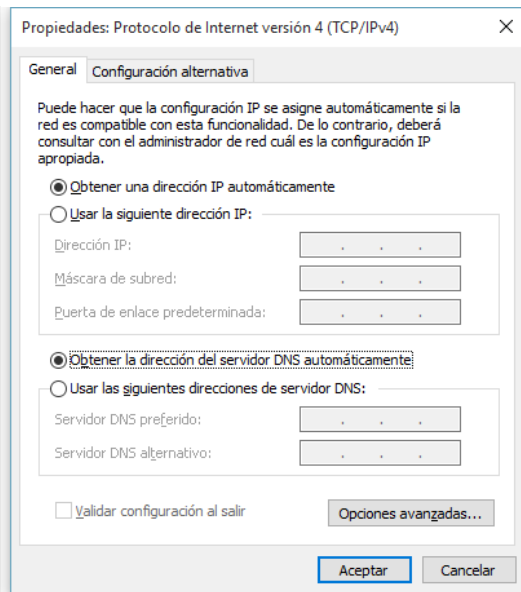 Propiedades: Protocolo de Internet versión 4 (TCP/IPv4)
General
Configuración alternativa
Puede hacer que la configuración IP se asigne automáticamente si la
red es compatible con esta funcionalidad. De lo contrario, deberá
consultar con el administrador de red cuál es la configuración IP
apropiada.
Obtener una dirección IP automáticamente
Usar la siguiente dirección IP:
Dirección IP:
Máscara de subred:
Puerta de enlace predeterminada:
Obtener la dirección del servidor DNS automáticamente
Usar las siguientes direcciones de servidor DNS:
Servidor DNS preferido:
Servidor DNS alternativo:
Validar configuración al salir
Opciones avanzadas...
Aceptar
Cancelar